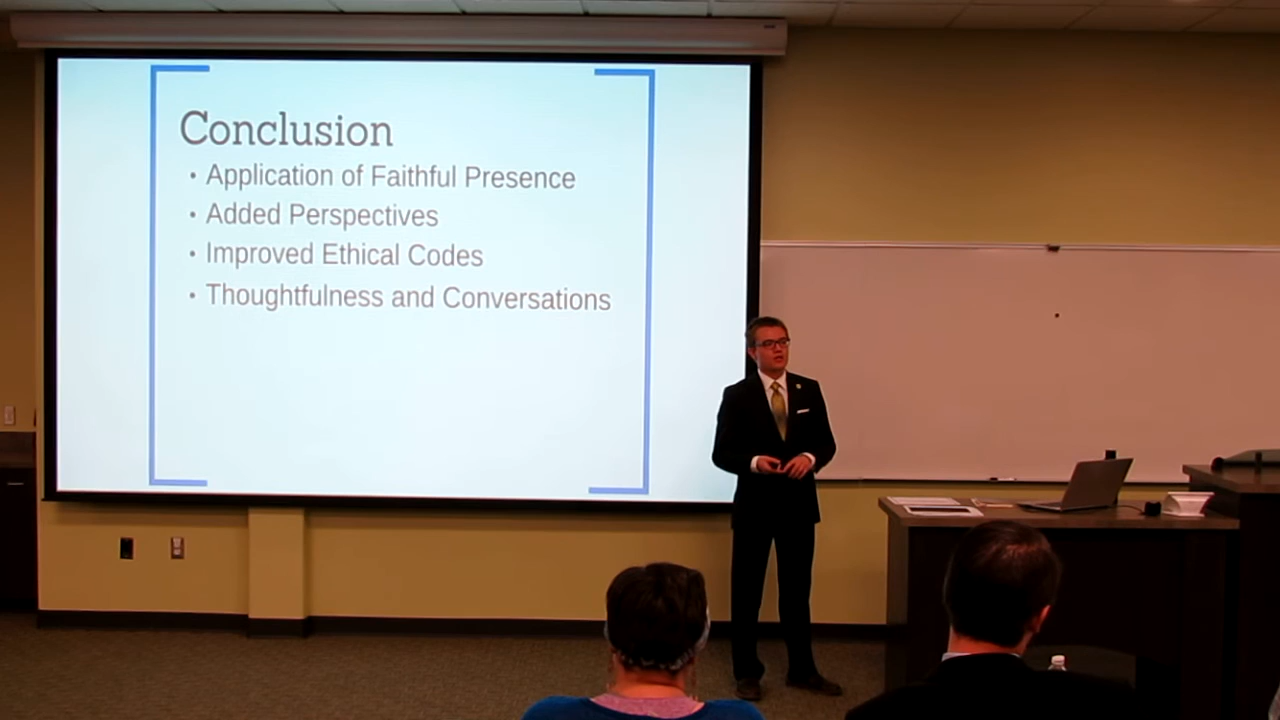 Conclusion
• Application of Faithful Presence
• Added Perspectives
• Improved Ethical Codes
• Thoughtfulness and Conversations